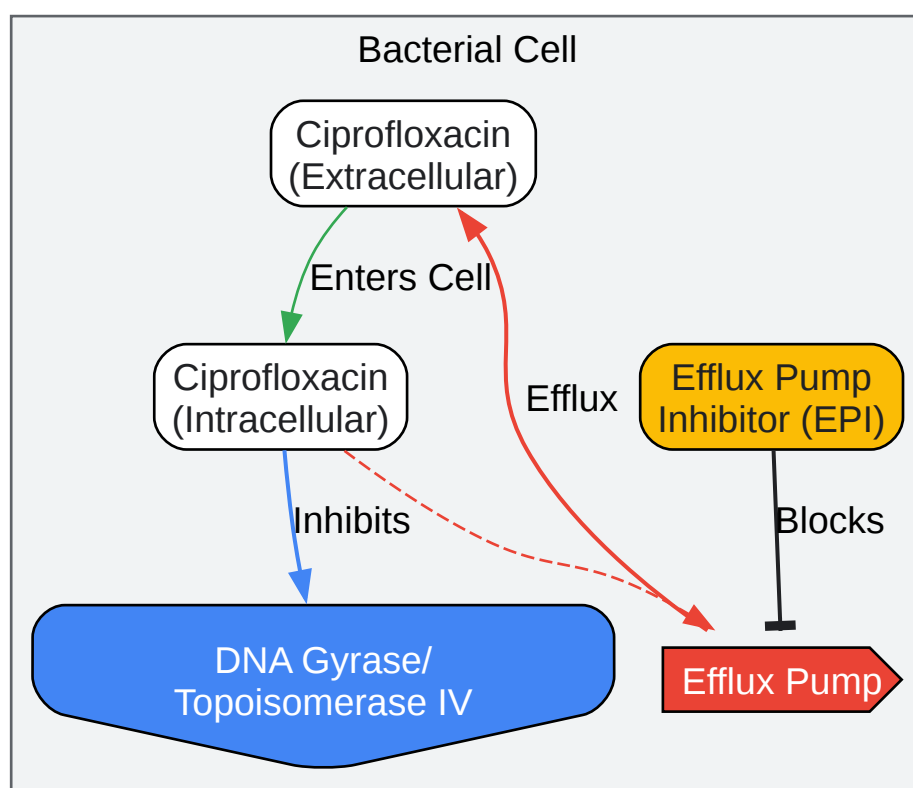 Bacterial Cell
Ciprofloxacin
(Extracellular)
Enters Cell
Ciprofloxacin
(Intracellular)
Efflux
Efflux Pump
Inhibitor (EPI)
Inhibits
Blocks
DNA Gyrase/
Topoisomerase IV
Efflux Pump